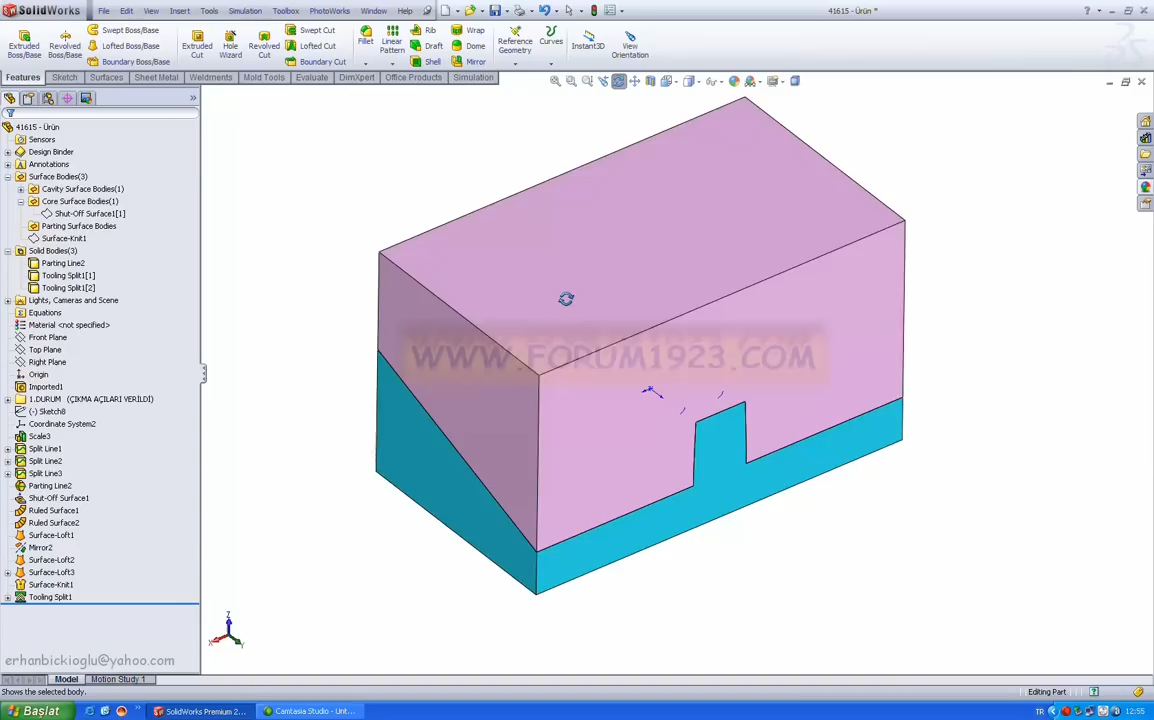 SolidWorks File Edit View Insert Tools Simulation Toolbox PhotoWorks Window Help 41615 - Ürün *
Extruded Boss/Base Revolved Boss/Base Swept Boss/Base Lofted Boss/Base Boundary Boss/Base Extruded Cut Hole Wizard Revolved Cut Swept Cut Lofted Cut Boundary Cut Fillet Linear Pattern Rib Draft Shell Wrap Dome Mirror Reference Geometry Curves Instant3D View Orientation
Features Sketch Surfaces Sheet Metal Weldments Mold Tools Evaluate DimXpert Office Products Simulation
41615 - Ürün
Sensors
Design Binder
Annotations
Surface Bodies(3)
Cavity Surface Bodies(1)
Core Surface Bodies(1)
Shut-Off Surface1[1]
Parting Surface Bodies
Surface-Knit1
Solid Bodies(3)
Parting Line2
Tooling Split1[1]
Tooling Split1[2]
Lights, Cameras and Scene
Equations
Material <not specified>
Front Plane
Top Plane
Right Plane
Origin
Imported1
1.DURUM (ÇIKMA AÇILARI VERİLDİ)
(-) Sketch8
Coordinate System2
Scale3
Split Line1
Split Line2
Split Line3
Parting Line2
Shut-Off Surface1
Ruled Surface1
Ruled Surface2
Surface-Loft1
Mirror2
Surface-Loft2
Surface-Loft3
Surface-Knit1
Tooling Split1
WWW.FORUM1923.COM
Z
X
Y
erhanbickioglu@yahoo.com
Model Motion Study 1
Shows the selected body. Editing Part
Başlat SolidWorks Premium 2... Camtasia Studio - Unt... TR 12:55